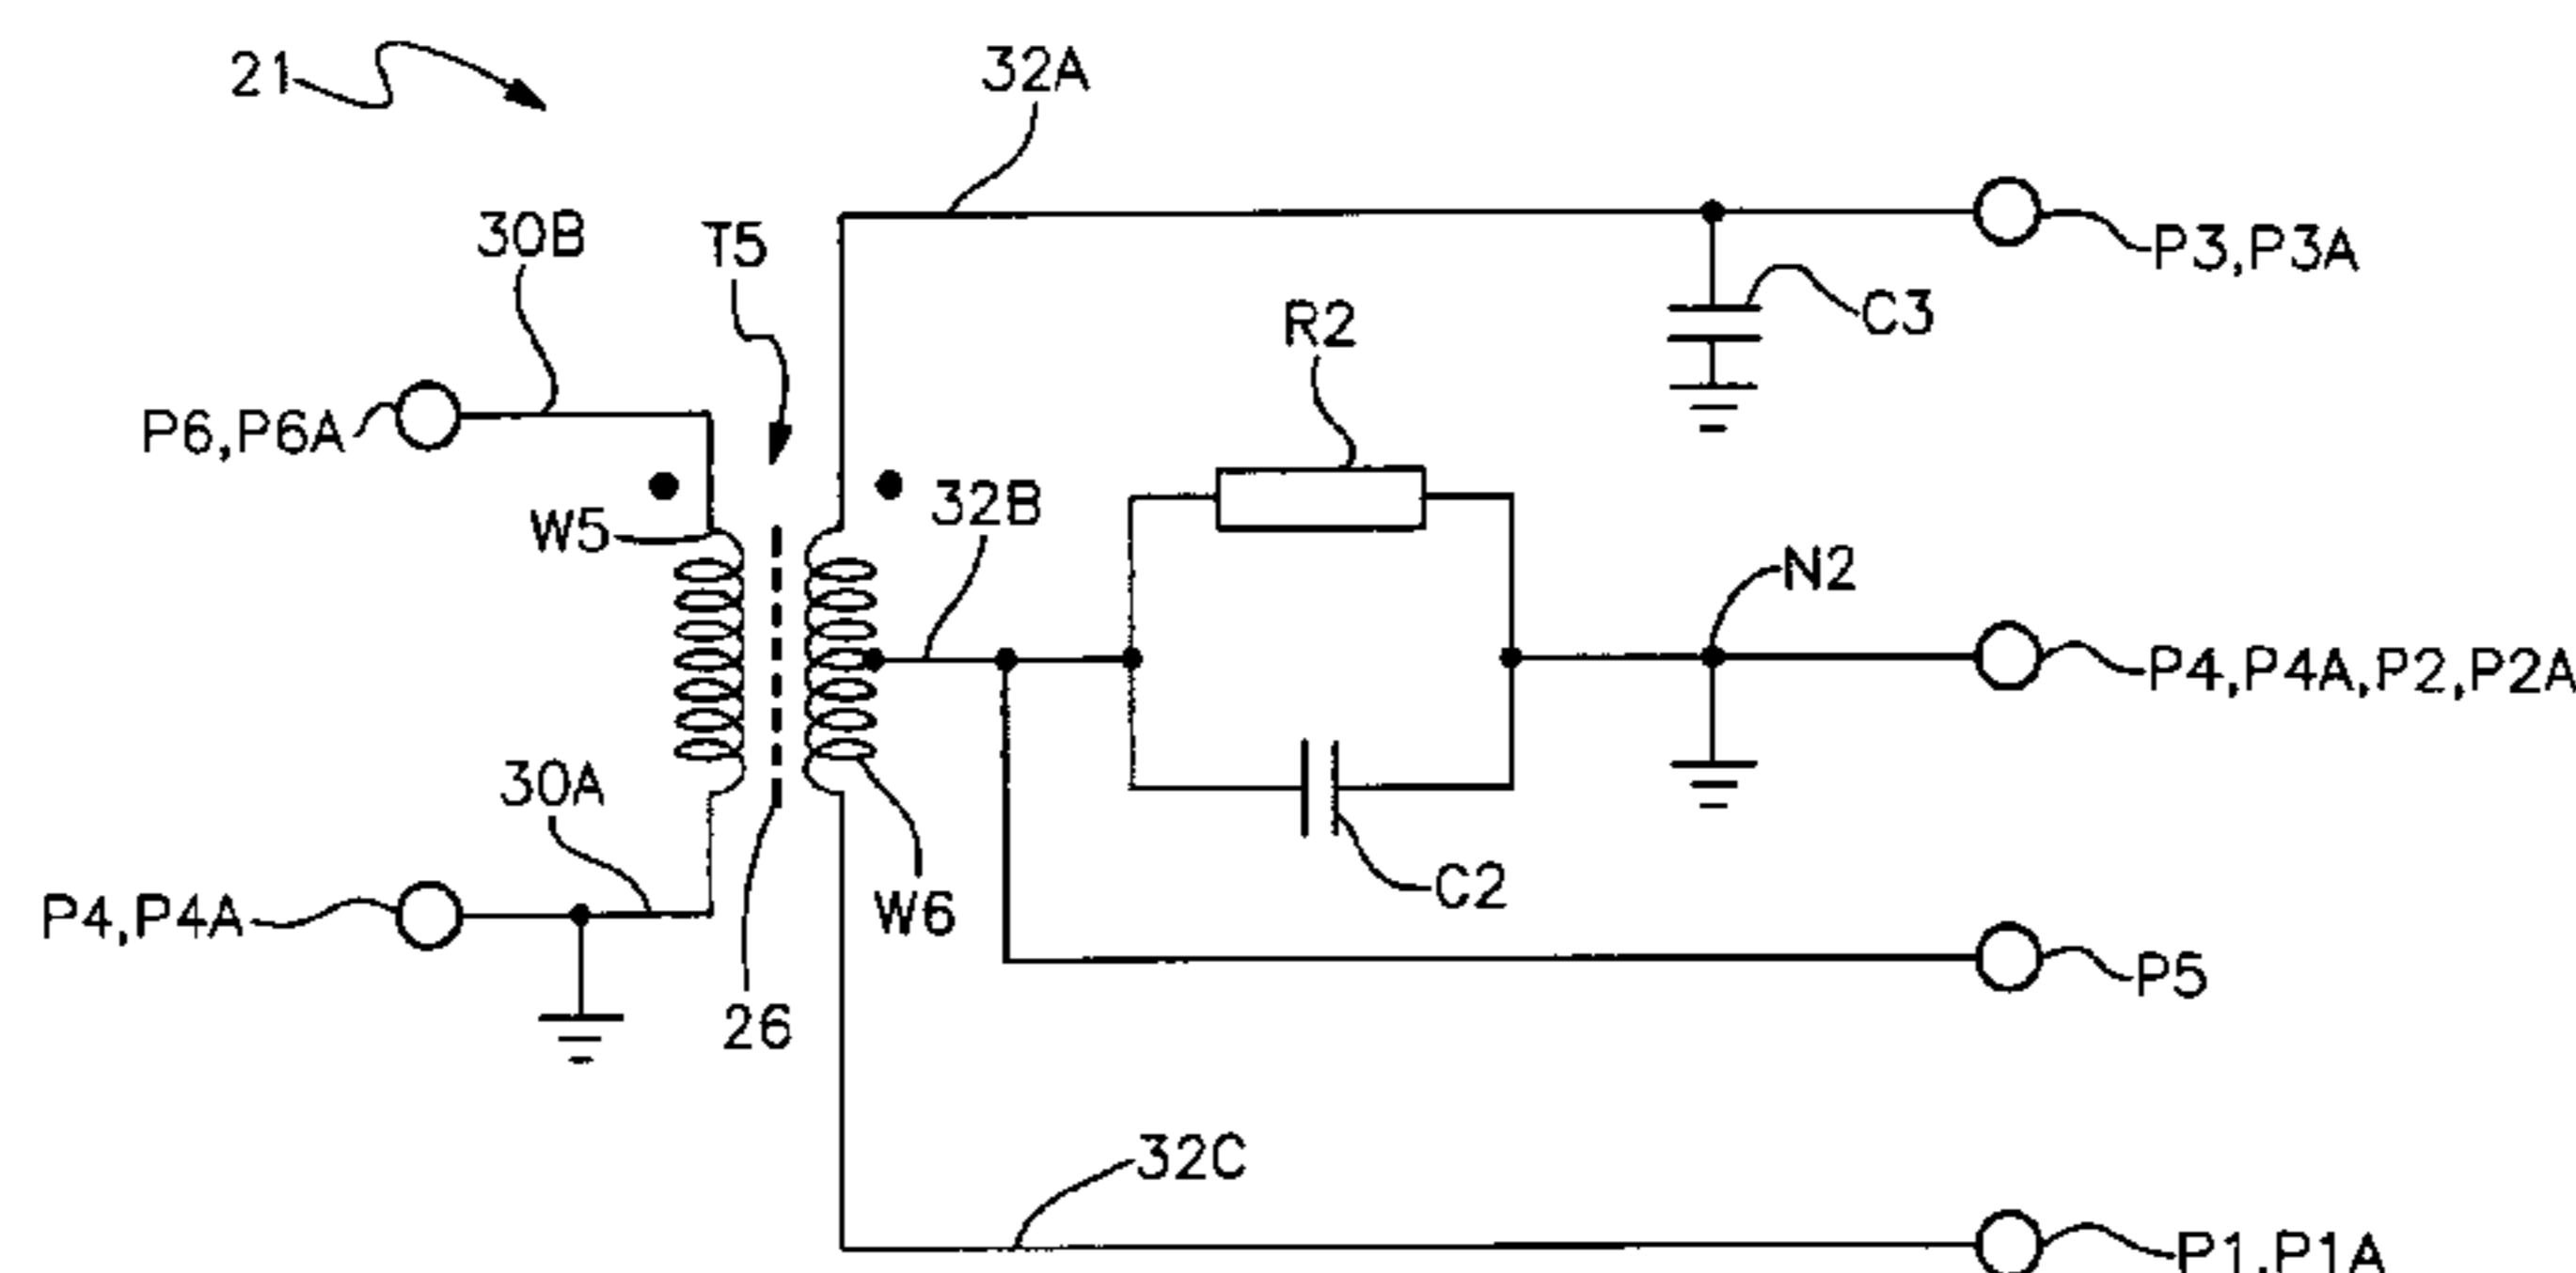 21
32A
30B
T5
P3,P3A
R2
C3
P6,P6A
32B
W5
N2
P4,P4A,P2,P2A
30A
C2
P4,P4A
W6
P5
26
32C
P1,P1A